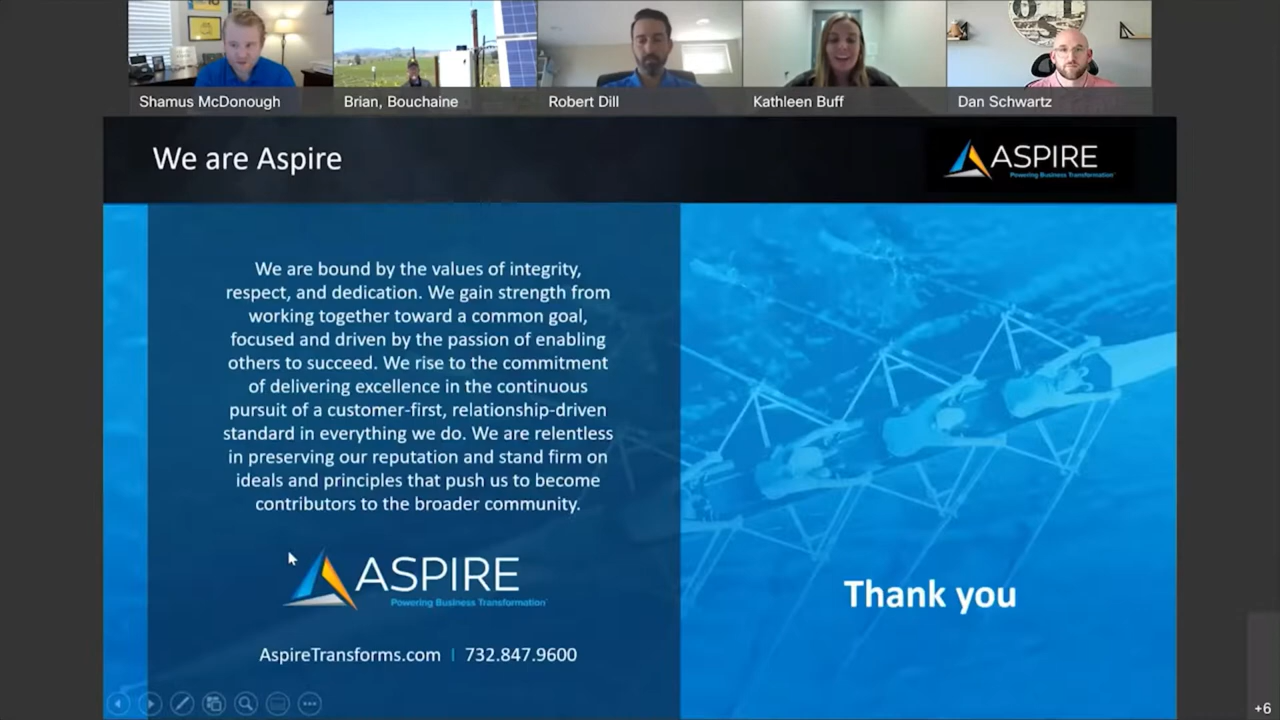 Shamus McDonough
Brian, Bouchaine
Robert Dill
Kathleen Buff
Dan Schwartz
We are Aspire
ASPIRE
Powering Business Transformation
We are bound by the values of integrity,
respect, and dedication. We gain strength from
working together toward a common goal,
focused and driven by the passion of enabling
others to succeed. We rise to the commitment
of delivering excellence in the continuous
pursuit of a customer-first, relationship-driven
standard in everything we do. We are relentless
in preserving our reputation and stand firm on
ideals and principles that push us to become
contributors to the broader community.
ASPIRE
Powering Business Transformation
AspireTransforms.com | 732.847.9600
Thank you
+6